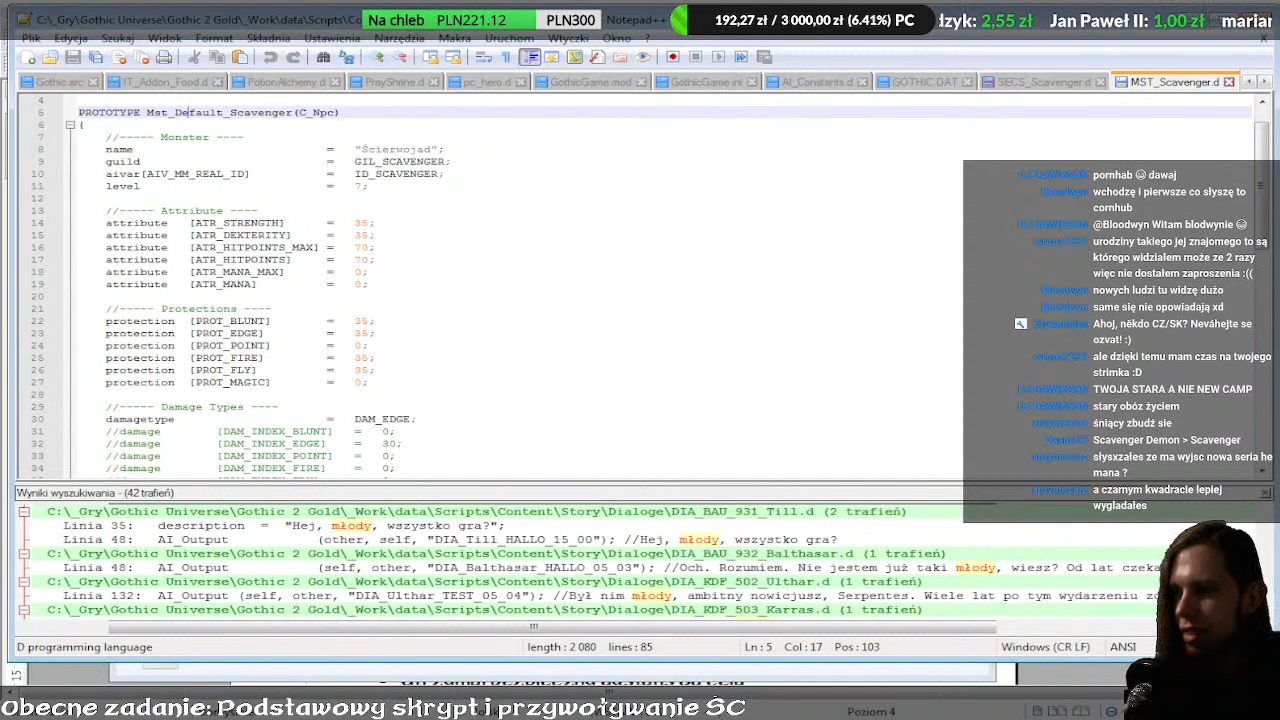 C:\_Gry\Gothic Universe\Gothic 2 Gold\_Work\data\Scripts\Co
Notepad++
Na chleb PLN221.12 PLN300
192,27 zł / 3 000,00 zł (6.41%) PC
dzyk: 2,55 zł Jan Paweł II: 1,00 zł marian
Plik Edycja Szukaj Widok Format Składnia Ustawienia Narzędzia Makra Uruchom Wtyczki Okno ?
Gothic.src IT_Addon_Food.d PotionAlchemy.d PrayShrine.d pc_hero.d GothicGame.mod GothicGame.ini AI_Constants.d GOTHIC.DAT SECS_Scavenger.d MST_Scavenger.d
4
5 PROTOTYPE Mst_Default_Scavenger(C_Npc)
6 {
7 //----- Monster ----
8 name = "Ścierwojad";
9 guild = GIL_SCAVENGER;
10 aivar[AIV_MM_REAL_ID] = ID_SCAVENGER;
11 level = 7;
12
13 //----- Attribute ----
14 attribute [ATR_STRENGTH] = 35;
15 attribute [ATR_DEXTERITY] = 35;
16 attribute [ATR_HITPOINTS_MAX] = 70;
17 attribute [ATR_HITPOINTS] = 70;
18 attribute [ATR_MANA_MAX] = 0;
19 attribute [ATR_MANA] = 0;
20
21 //----- Protections ----
22 protection [PROT_BLUNT] = 35;
23 protection [PROT_EDGE] = 35;
24 protection [PROT_POINT] = 0;
25 protection [PROT_FIRE] = 35;
26 protection [PROT_FLY] = 35;
27 protection [PROT_MAGIC] = 0;
28
29 //----- Damage Types ----
30 damagetype = DAM_EDGE;
31 //damage [DAM_INDEX_BLUNT] = 0;
32 //damage [DAM_INDEX_EDGE] = 30;
33 //damage [DAM_INDEX_POINT] = 0;
34 //damage [DAM_INDEX_FIRE] = 0;
pornhab 😀 dawaj
wchodzę i pierwsze co słyszę to
cornhub
@Bloodwyn Witam blodwynie 😀
urodziny takiego jej znajomego to są
którego widziałem może ze 2 razy
więc nie dostałem zaproszenia :((
nowych ludzi tu widzę dużo
same się nie opowiadają xd
Ahoj, někdo CZ/SK? Neváhejte se
ozvat! :)
ale dzięki temu mam czas na twojego
strimka :D
TWOJA STARA A NIE NEW CAMP
stary obóz życiem
śniący zbudź sie
Scavenger Demon > Scavenger
słysxzałes ze ma wyjsc nowa seria he
mana ?
a czarnym kwadracie lepiej
wygladałes
Wyniki wyszukiwania - (42 trafień)
C:\_Gry\Gothic Universe\Gothic 2 Gold\_Work\data\Scripts\Content\Story\Dialoge\DIA_BAU_931_Till.d (2 trafień)
Linia 35: description = "Hej, młody, wszystko gra?";
Linia 48: AI_Output (other, self, "DIA_Till_HALLO_15_00"); //Hej, młody, wszystko gra?
C:\_Gry\Gothic Universe\Gothic 2 Gold\_Work\data\Scripts\Content\Story\Dialoge\DIA_BAU_932_Balthasar.d (1 trafień)
Linia 48: AI_Output (self, other, "DIA_Balthasar_HALLO_05_03"); //Och. Rozumiem. Nie jestem już taki młody, wiesz? Od lat czeka
C:\_Gry\Gothic Universe\Gothic 2 Gold\_Work\data\Scripts\Content\Story\Dialoge\DIA_KDF_502_Ulthar.d (1 trafień)
Linia 132: AI_Output (self, other, "DIA_Ulthar_TEST_05_04"); //Był nim młody, ambitny nowicjusz, Serpentes. Wiele lat po tym wydarzeniu
C:\_Gry\Gothic Universe\Gothic 2 Gold\_Work\data\Scripts\Content\Story\Dialoge\DIA_KDF_503_Karras.d (1 trafień)
D programming language length : 2 080 lines : 85 Ln : 5 Col : 17 Pos : 103 Windows (CR LF) ANSI
15
Obecne zadanie: Podstawowy skrypt, przywoływanie ŚC
Poziom 4